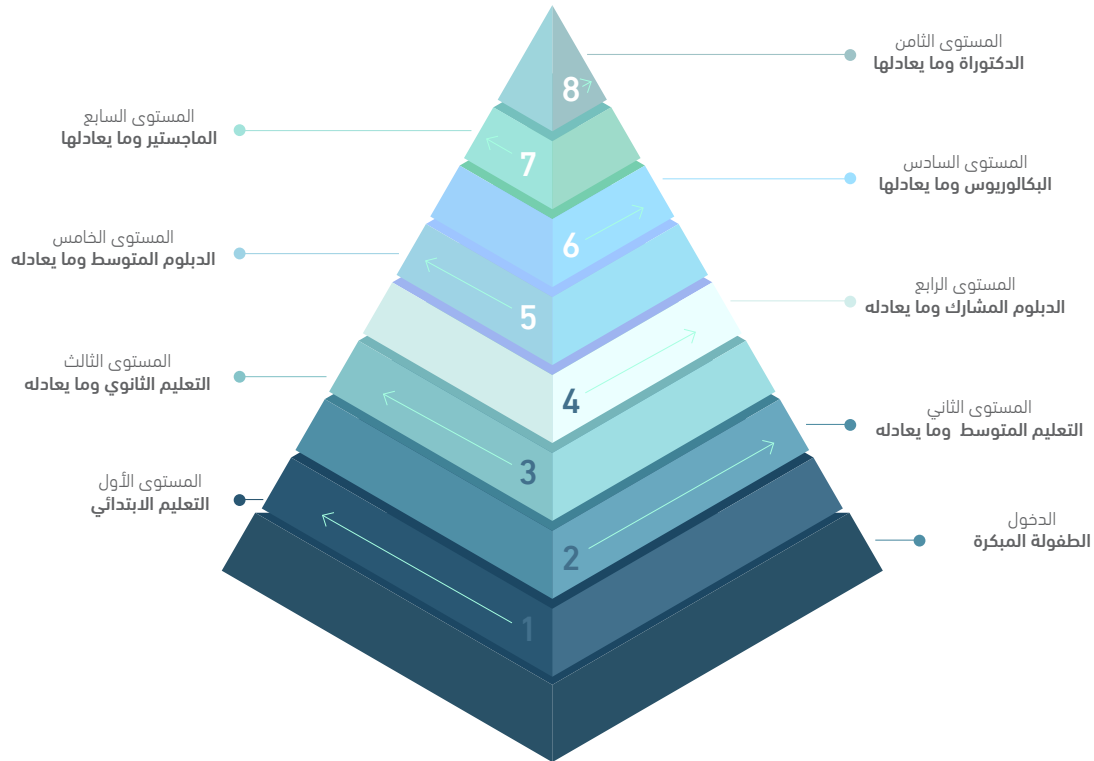 المستوى الثامن
الدكتوراة وما يعادلها
8
المستوى السابع
الماجستير وما يعادلها
7
المستوى السادس
البكالوريوس وما يعادلها
6
المستوى الخامس
الدبلوم المتوسط وما يعادله
5
المستوى الرابع
الدبلوم المشارك وما يعادله
4
المستوى الثالث
التعليم الثانوي وما يعادله
3
المستوى الثاني
التعليم المتوسط وما يعادله
2
المستوى الأول
التعليم الابتدائي
1
الدخول
الطفولة المبكرة